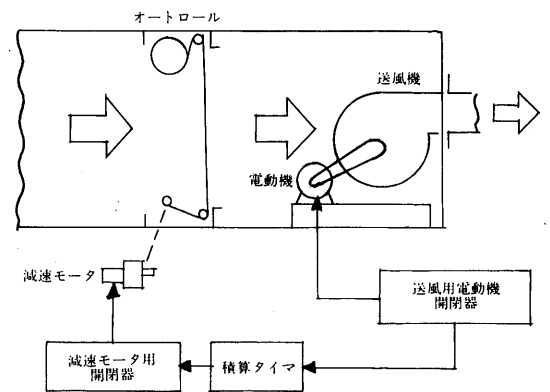 オートロール
送風機
電動機
減速モータ
送風用電動機
開閉器
減速モータ用
開閉器
積算タイマ